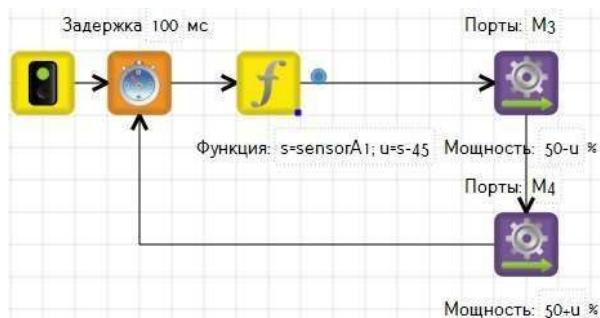 Задержка 100 мс
Порты: M3
f
Функция: s=sensorA1; u=s-45
Мощность: 50-u %
Порты: M4
Мощность: 50+u %